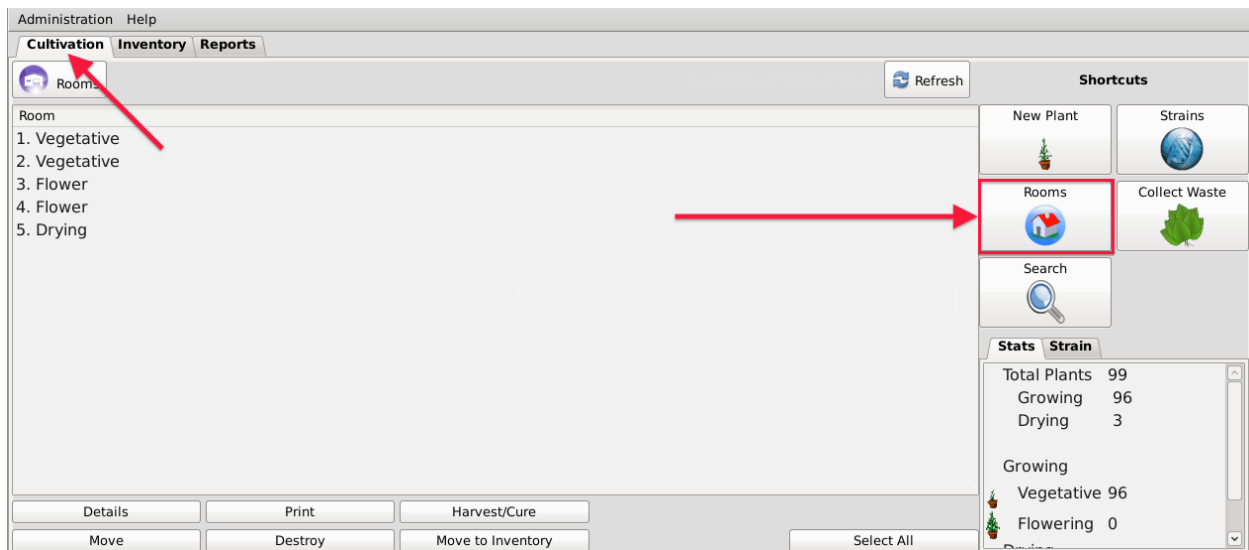 Administration Help
Cultivation Inventory Reports
Rooms
Refresh
Shortcuts
Room
1. Vegetative
2. Vegetative
3. Flower
4. Flower
5. Drying
New Plant
Strains
Rooms
Collect Waste
Search
Stats Strain
Total Plants 99
Growing 96
Drying 3
Growing
Vegetative 96
Flowering 0
Drying
Details Print Harvest/Cure
Move Destroy Move to Inventory Select All